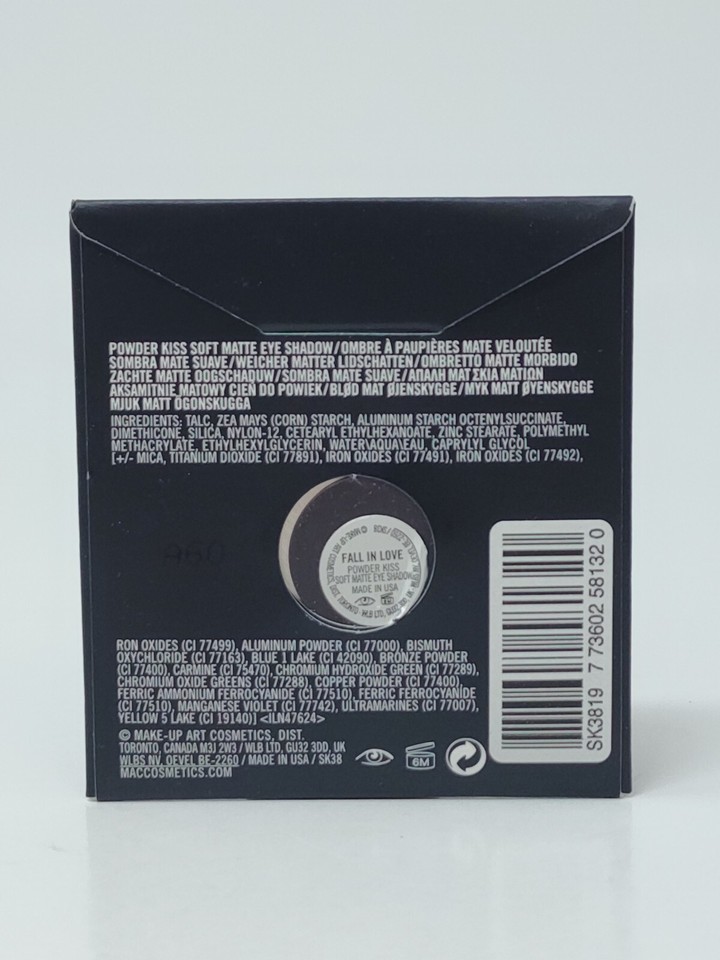 POWDER KISS SOFT MATTE EYE SHADOW/OMBRE À PAUPIÈRES MATE VELOUTÉE
SOMBRA MATE SUAVE/WEICHER MATTER LIDSCHATTEN/OMBRETTO MATTE MORBIDO
ZACHTE MATTE OOGSCHADUW/SOMBRA MATE SUAVE/ΑΠΑΛΗ ΜΑΤ ΣΚΙΑ ΜΑΤΙΩΝ
AKSAMITNIE MATOWY CIEŃ DO POWIEK/BLØD MAT ØJENSKYGGE/MYK MATT ØYENSKYGGE
MJUK MATT ÖGONSKUGGA
INGREDIENTS: TALC, ZEA MAYS (CORN) STARCH, ALUMINUM STARCH OCTENYLSUCCINATE,
DIMETHICONE, SILICA, NYLON-12, CETEARYL ETHYLHEXANOATE, ZINC STEARATE, POLYMETHYL
METHACRYLATE, ETHYLHEXYLGLYCERIN, WATER\AQUA\EAU, CAPRYLYL GLYCOL
[+/- MICA, TITANIUM DIOXIDE (CI 77891), IRON OXIDES (CI 77491), IRON OXIDES (CI 77492),
FALL IN LOVE
POWDER KISS
SOFT MATTE EYE SHADOW
MADE IN USA
RON OXIDES (CI 77499), ALUMINUM POWDER (CI 77000), BISMUTH
OXYCHLORIDE (CI 77163), BLUE 1 LAKE (CI 42090), BRONZE POWDER
(CI 77400), CARMINE (CI 75470), CHROMIUM HYDROXIDE GREEN (CI 77289),
CHROMIUM OXIDE GREENS (CI 77288), COPPER POWDER (CI 77400),
FERRIC AMMONIUM FERROCYANIDE (CI 77510), FERRIC FERROCYANIDE
(CI 77510), MANGANESE VIOLET (CI 77742), ULTRAMARINES (CI 77007),
YELLOW 5 LAKE (CI 19140)] <ILN47624>
© MAKE-UP ART COSMETICS, DIST.
TORONTO, CANADA M3J 2W3 / WLB LTD, GU32 3DD, UK
WLBS NV, OEVEL BE-2260 / MADE IN USA / SK38
MACCOSMETICS.COM
6M
SK3819 7 73602 58132 0